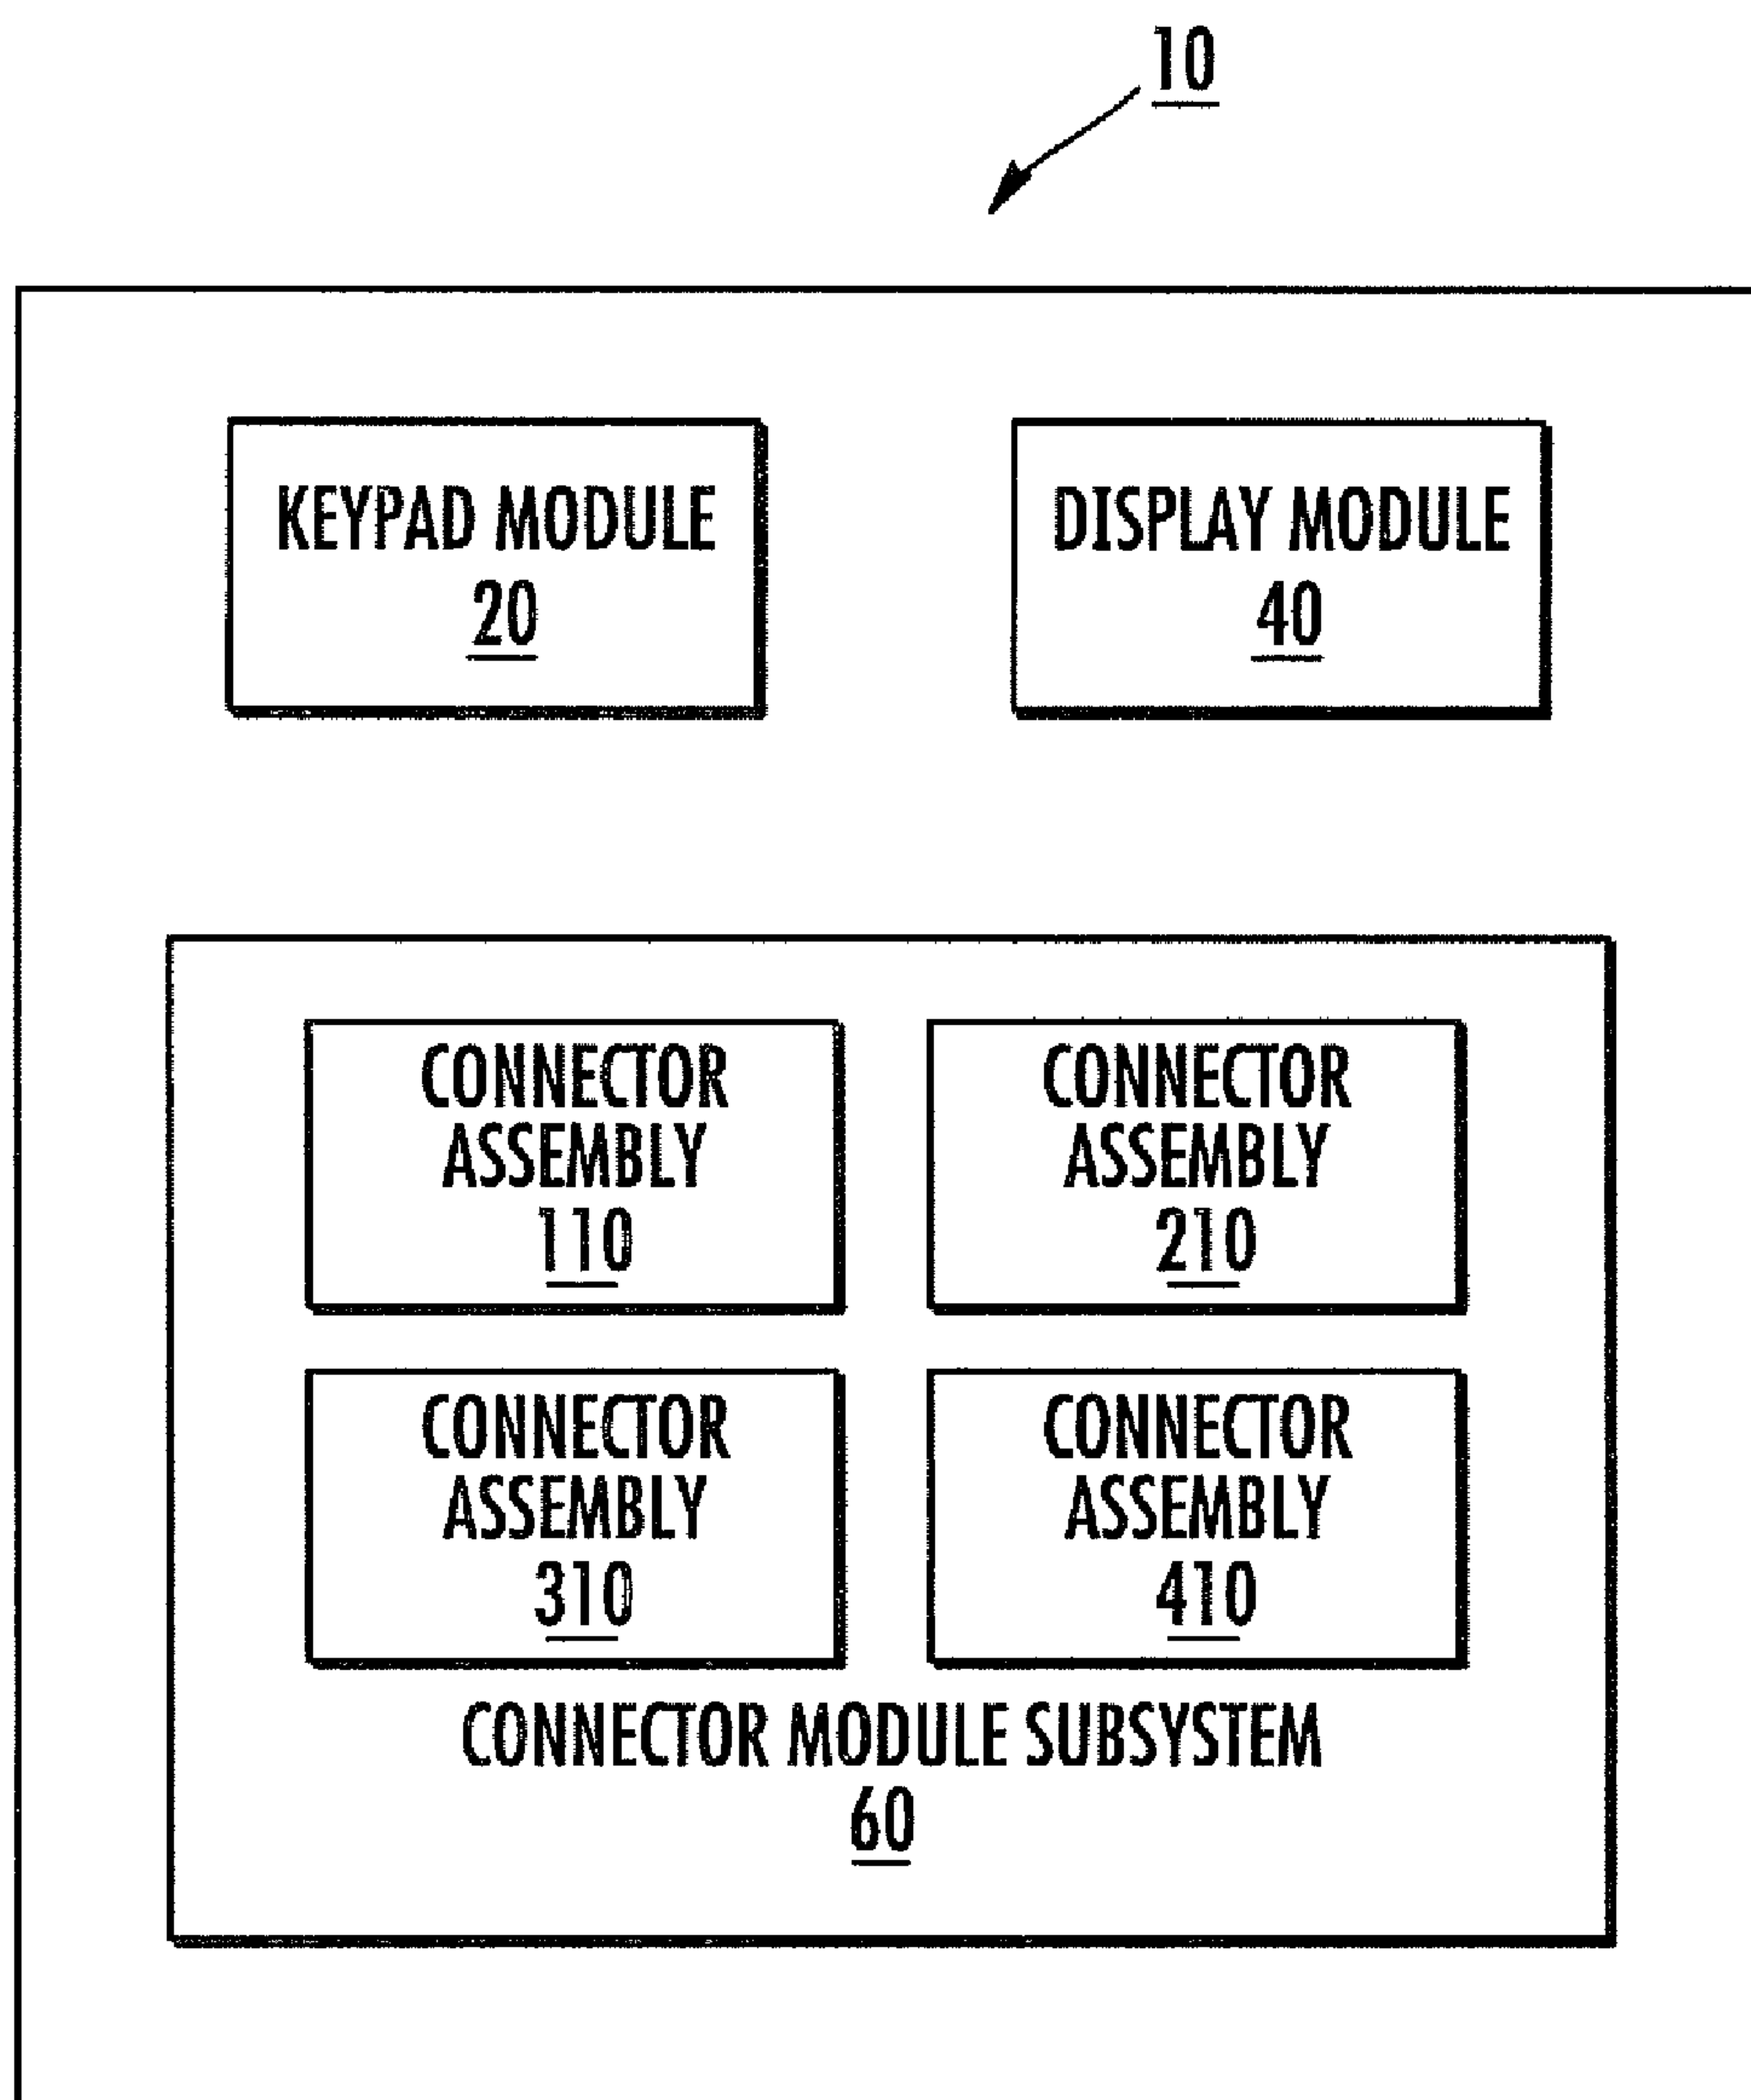 10
KEYPAD MODULE
20
DISPLAY MODULE
40
CONNECTOR
ASSEMBLY
110
CONNECTOR
ASSEMBLY
210
CONNECTOR
ASSEMBLY
310
CONNECTOR
ASSEMBLY
410
CONNECTOR MODULE SUBSYSTEM
60